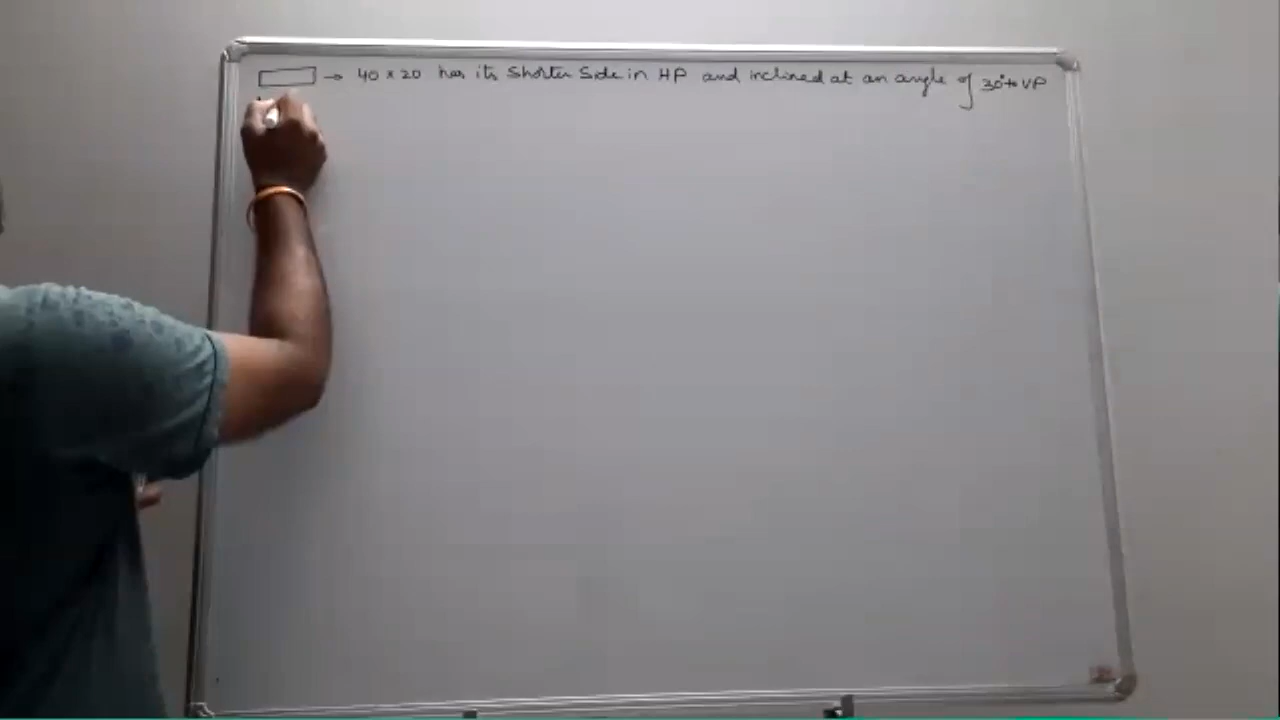 → 40 x 20 has its Shorter Side in HP and inclined at an angle of 30° to VP